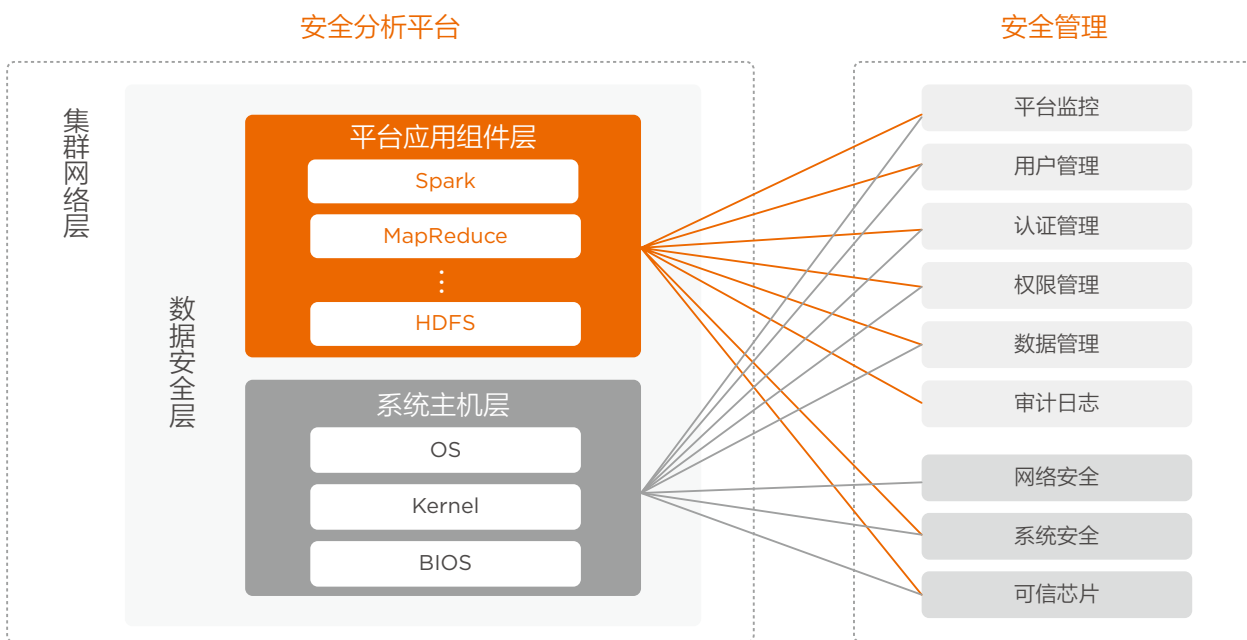 安全分析平台
安全管理
集群网络层
数据安全层
平台应用组件层
Spark
MapReduce
⋮
HDFS
系统主机层
OS
Kernel
BIOS
平台监控
用户管理
认证管理
权限管理
数据管理
审计日志
网络安全
系统安全
可信芯片